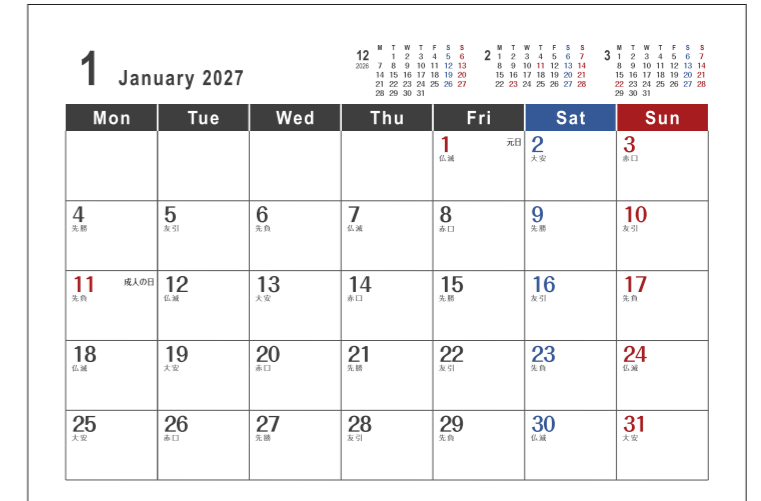 1 January 2027
12 2026
M T W T F S S
1 2 3 4 5 6
7 8 9 10 11 12 13
14 15 16 17 18 19 20
21 22 23 24 25 26 27
28 29 30 31
2
M T W T F S S
1 2 3 4 5 6 7
8 9 10 11 12 13 14
15 16 17 18 19 20 21
22 23 24 25 26 27 28
3
M T W T F S S
1 2 3 4 5 6 7
8 9 10 11 12 13 14
15 16 17 18 19 20 21
22 23 24 25 26 27 28
29 30 31
Mon Tue Wed Thu Fri Sat Sun
1 元日 2 3
仏滅 大安 赤口
4 5 6 7 8 9 10
先勝 友引 先負 仏滅 赤口 先勝 友引
11 成人の日 12 13 14 15 16 17
先負 仏滅 大安 赤口 先勝 友引 先負
18 19 20 21 22 23 24
仏滅 大安 赤口 先勝 友引 先負 仏滅
25 26 27 28 29 30 31
大安 赤口 先勝 友引 先負 仏滅 大安